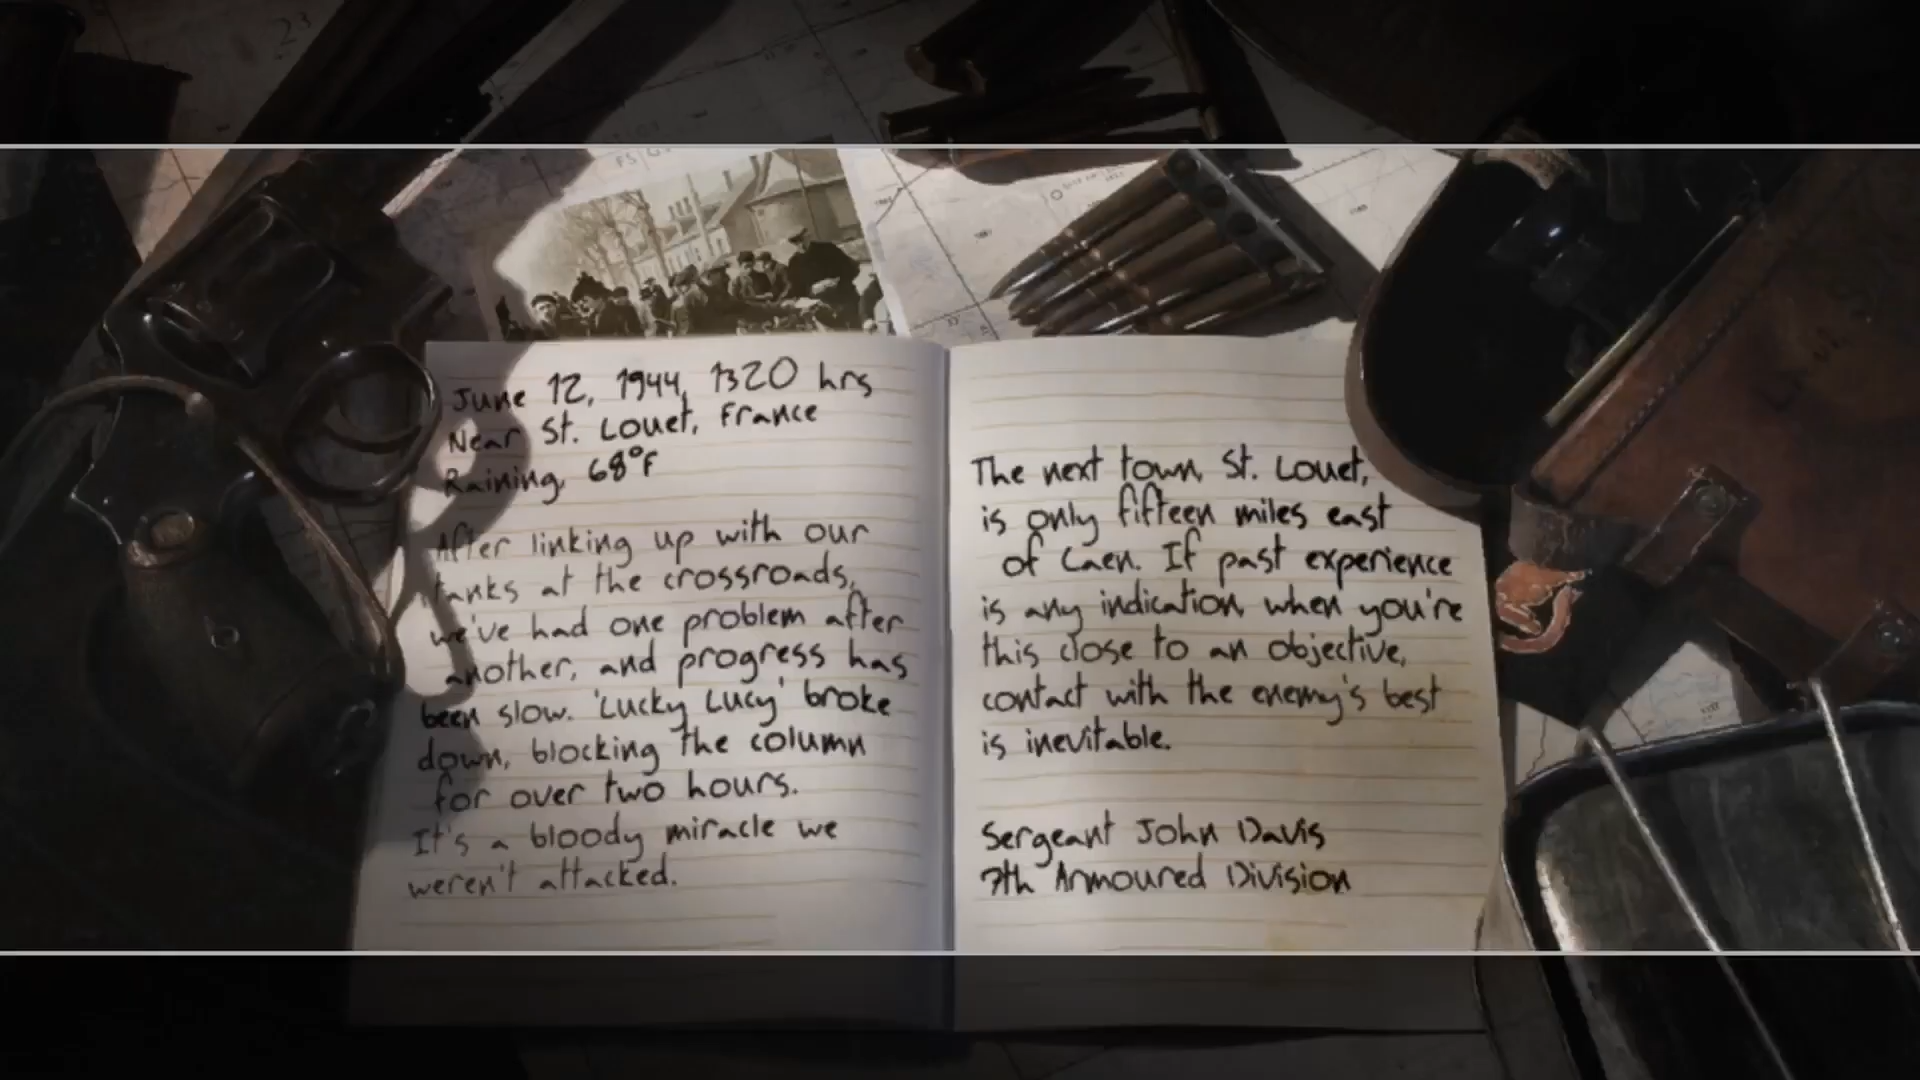 June 12, 1944, 1320 hrs
Near St. Louet, France
Raining, 68°F
After linking up with our
tanks at the crossroads,
we've had one problem after
another, and progress has
been slow. 'Lucky Lucy' broke
down, blocking the column
for over two hours.
It's a bloody miracle we
weren't attacked.
The next town, St. Louet,
is only fifteen miles east
of Caen. If past experience
is any indication, when you're
this close to an objective,
contact with the enemy's best
is inevitable.
Sergeant John Davis
7th Armoured Division